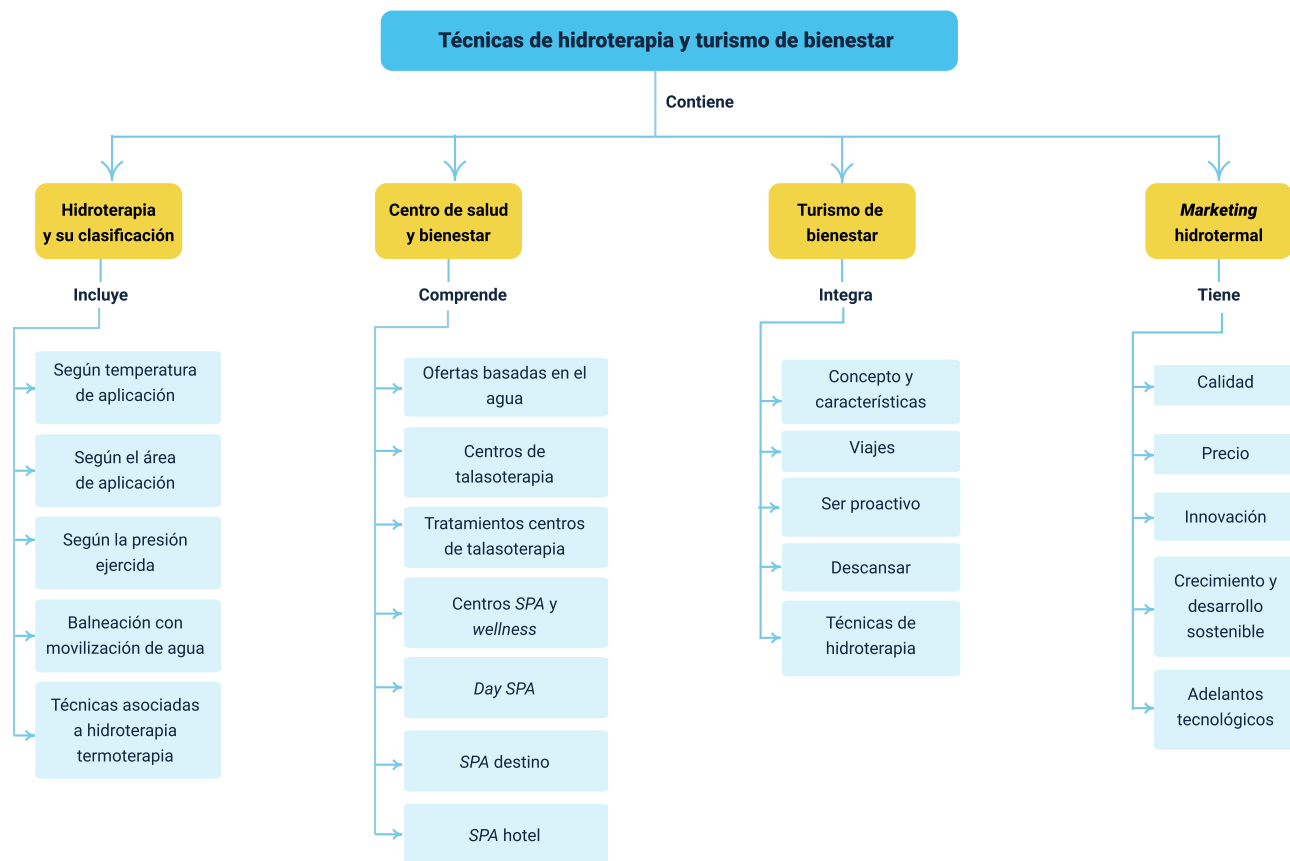 Técnicas de hidroterapia y turismo de bienestar
Contiene
Hidroterapia
y su clasificación
Incluye
Según temperatura
de aplicación
Según el área
de aplicación
Según la presión
ejercida
Balneación con
movilización de agua
Técnicas asociadas
a hidroterapia
termoterapia
Centro de salud
y bienestar
Comprende
Ofertas basadas en el
agua
Centros de
talasoterapia
Tratamientos centros
de talasoterapia
Centros SPA y
wellness
Day SPA
SPA destino
SPA hotel
Turismo de
bienestar
Integra
Concepto y
características
Viajes
Ser proactivo
Descansar
Técnicas de
hidroterapia
Marketing
hidrotermal
Tiene
Calidad
Precio
Innovación
Crecimiento y
desarrollo
sostenible
Adelantos
tecnológicos